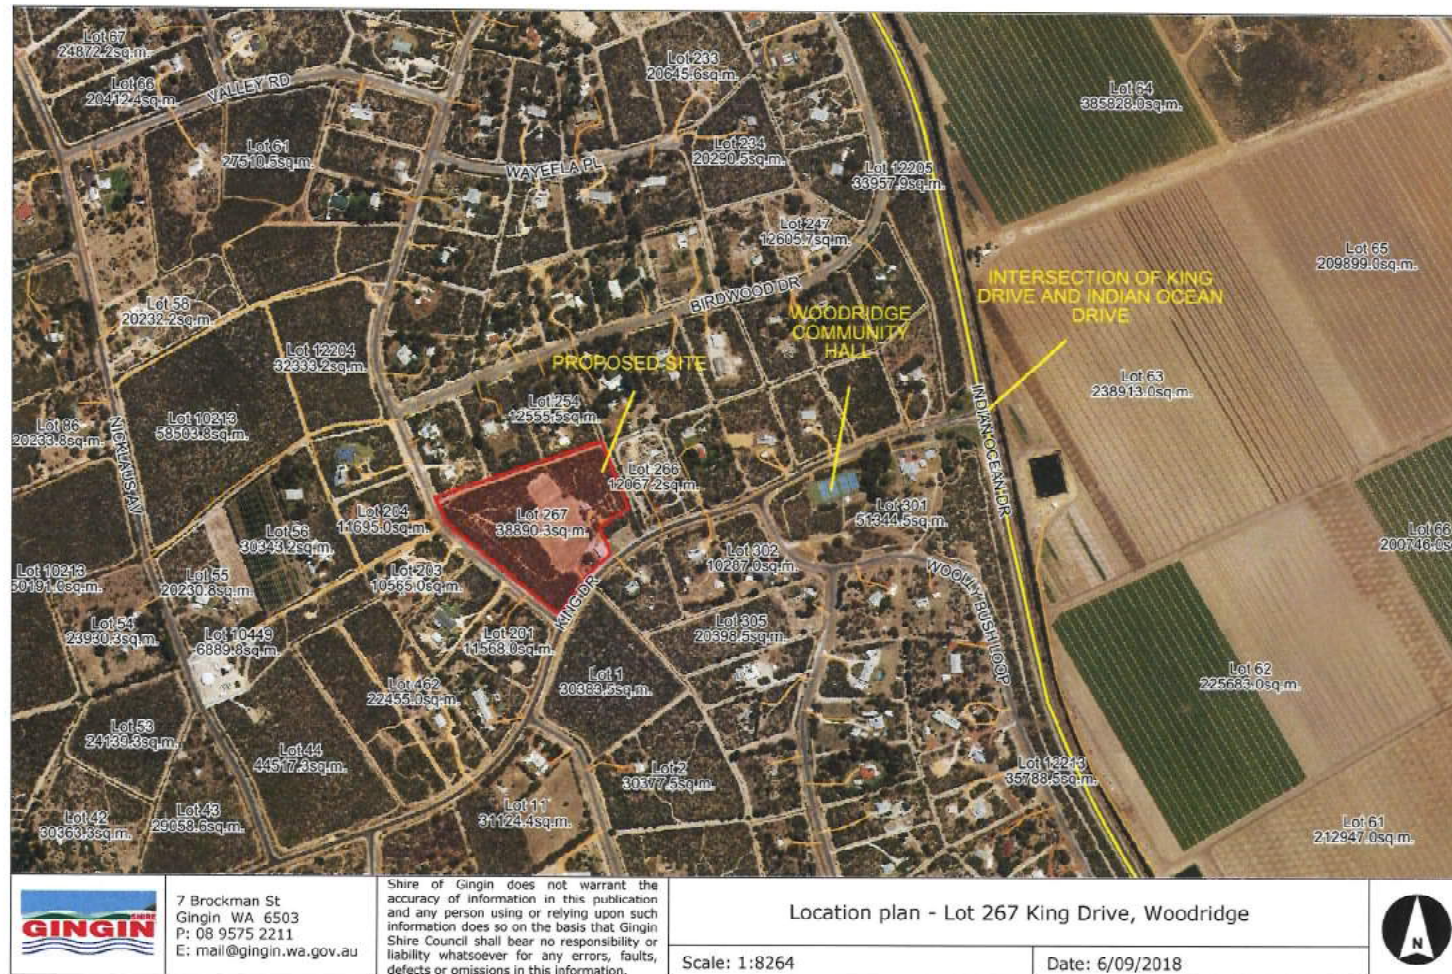 Lot 67
24872.2sq.m.
Lot 66
20412.4sq.m.
VALLEY RD
Lot 61
27510.5sq.m.
Lot 233
20645.6sq.m.
Lot 64
385828.0sq.m.
WAYEELA PL
Lot 234
20290.5sq.m.
Lot 12205
33957.9sq.m.
Lot 247
12605.7sq.m.
Lot 65
209899.0sq.m.
Lot 58
20232.2sq.m.
BIRDWOOD DR
INTERSECTION OF KING
DRIVE AND INDIAN OCEAN
DRIVE
WOODRIDGE
COMMUNITY
HALL
Lot 12204
32333.2sq.m.
PROPOSED SITE
Lot 63
238913.0sq.m.
Lot 254
12555.5sq.m.
Lot 86
20233.8sq.m.
Lot 10213
58503.8sq.m.
NICKLAUS AV
INDIAN OCEAN DR
Lot 266
12067.2sq.m.
Lot 267
38890.3sq.m.
Lot 204
11695.0sq.m.
Lot 301
51344.5sq.m.
Lot 66
200746.0s
Lot 56
30343.2sq.m.
Lot 302
10287.0sq.m.
Lot 10213
50191.0sq.m.
Lot 55
20230.8sq.m.
Lot 203
10565.0sq.m.
KING DR
WOOLLY BUSH LOOP
Lot 54
23930.3sq.m.
Lot 10449
6889.8sq.m.
Lot 201
11568.0sq.m.
Lot 305
20398.5sq.m.
Lot 1
30383.5sq.m.
Lot 62
225683.0sq.m.
Lot 462
22455.0sq.m.
Lot 53
24139.3sq.m.
Lot 44
44517.3sq.m.
Lot 2
30377.5sq.m.
Lot 12213
35788.5sq.m.
Lot 42
30363.3sq.m.
Lot 43
29058.6sq.m.
Lot 11
31124.4sq.m.
Lot 61
212947.0sq.m.
SHIRE
GINGIN
7 Brockman St
Gingin WA 6503
P: 08 9575 2211
E: mail@gingin.wa.gov.au
Shire of Gingin does not warrant the
accuracy of information in this publication
and any person using or relying upon such
information does so on the basis that Gingin
Shire Council shall bear no responsibility or
liability whatsoever for any errors, faults,
defects or omissions in this information.
Location plan - Lot 267 King Drive, Woodridge
Scale: 1:8264
Date: 6/09/2018
N